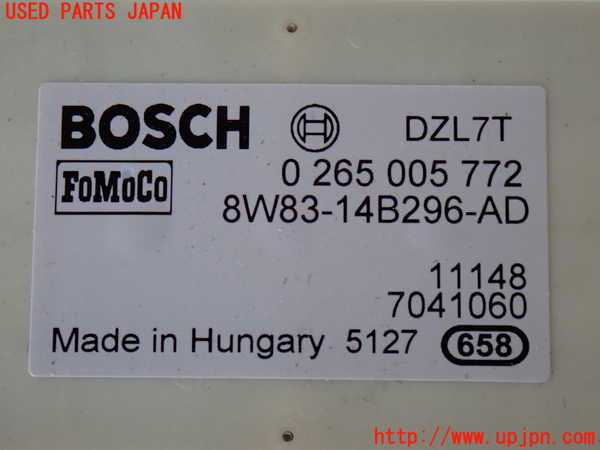 USED PARTS JAPAN
BOSCH
DZL7T
FoMoCo
0 265 005 772
8W83-14B296-AD
11148
7041060
Made in Hungary 5127 658
http://www.upjpn.com/